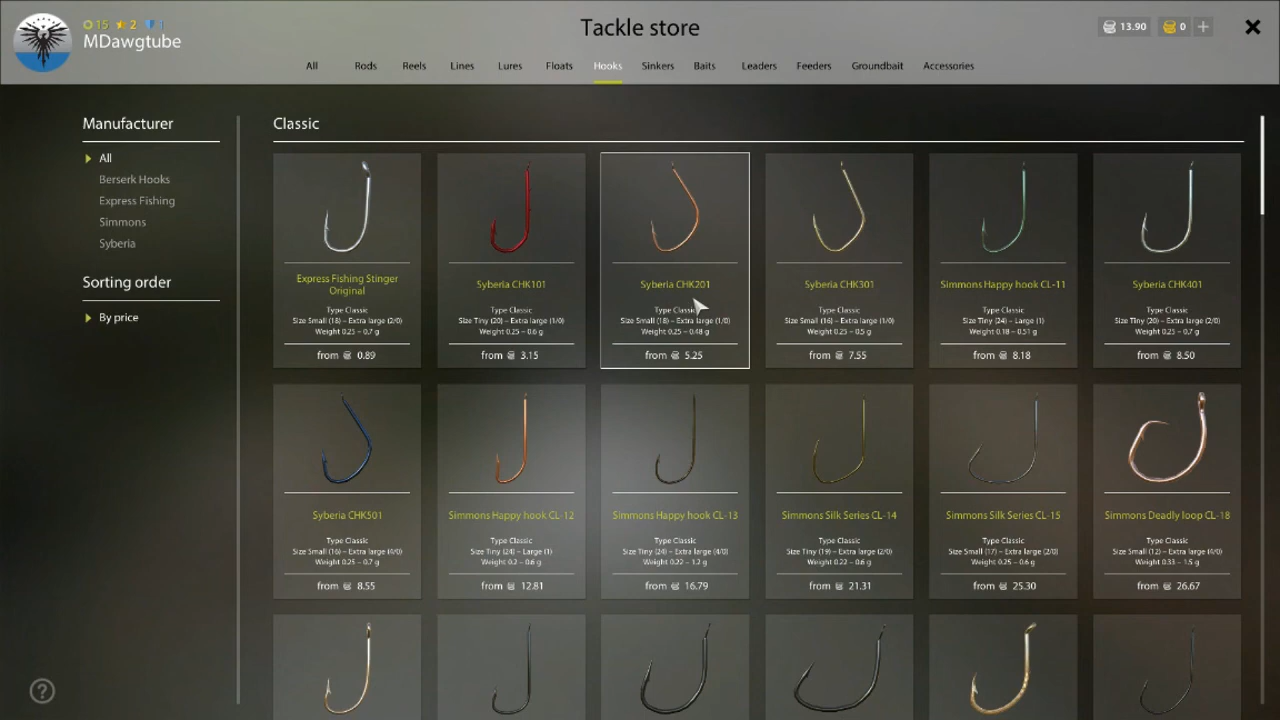 15 2 1
MDawgtube
Tackle store
13.90
0
All Rods Reels Lines Lures Floats Hooks Sinkers Baits Leaders Feeders Groundbait Accessories
Manufacturer
All
Berserk Hooks
Express Fishing
Simmons
Syberia
Sorting order
By price
Classic
Express Fishing Stinger
Original
Type Classic
Size Small (18) – Extra large (2/0)
Weight 0.25 – 0.7 g
from 0.89
Syberia CHK101
Type Classic
Size Tiny (20) – Extra large (1/0)
Weight 0.25 – 0.6 g
from 3.15
Syberia CHK201
Type Classic
Size Small (18) – Extra large (1/0)
Weight 0.25 – 0.48 g
from 5.25
Syberia CHK301
Type Classic
Size Small (16) – Extra large (1/0)
Weight 0.25 – 0.5 g
from 7.55
Simmons Happy hook CL-11
Type Classic
Size Tiny (24) – Large (1)
Weight 0.18 – 0.51 g
from 8.18
Syberia CHK401
Type Classic
Size Tiny (20) – Extra large (2/0)
Weight 0.25 – 0.6 g
from 8.50
Syberia CHK501
Type Classic
Size Small (16) – Extra large (4/0)
Weight 0.25 – 0.7 g
from 8.55
Simmons Happy hook CL-12
Type Classic
Size Tiny (24) – Large (1)
Weight 0.2 – 0.6 g
from 12.81
Simmons Happy hook CL-13
Type Classic
Size Tiny (24) – Extra large (4/0)
Weight 0.22 – 1.2 g
from 16.79
Simmons Silk Series CL-14
Type Classic
Size Tiny (19) – Extra large (2/0)
Weight 0.22 – 0.6 g
from 21.31
Simmons Silk Series CL-15
Type Classic
Size Small (17) – Extra large (2/0)
Weight 0.25 – 0.6 g
from 25.30
Simmons Deadly loop CL-18
Type Classic
Size Small (12) – Extra large (4/0)
Weight 0.33 – 1.5 g
from 26.67
?